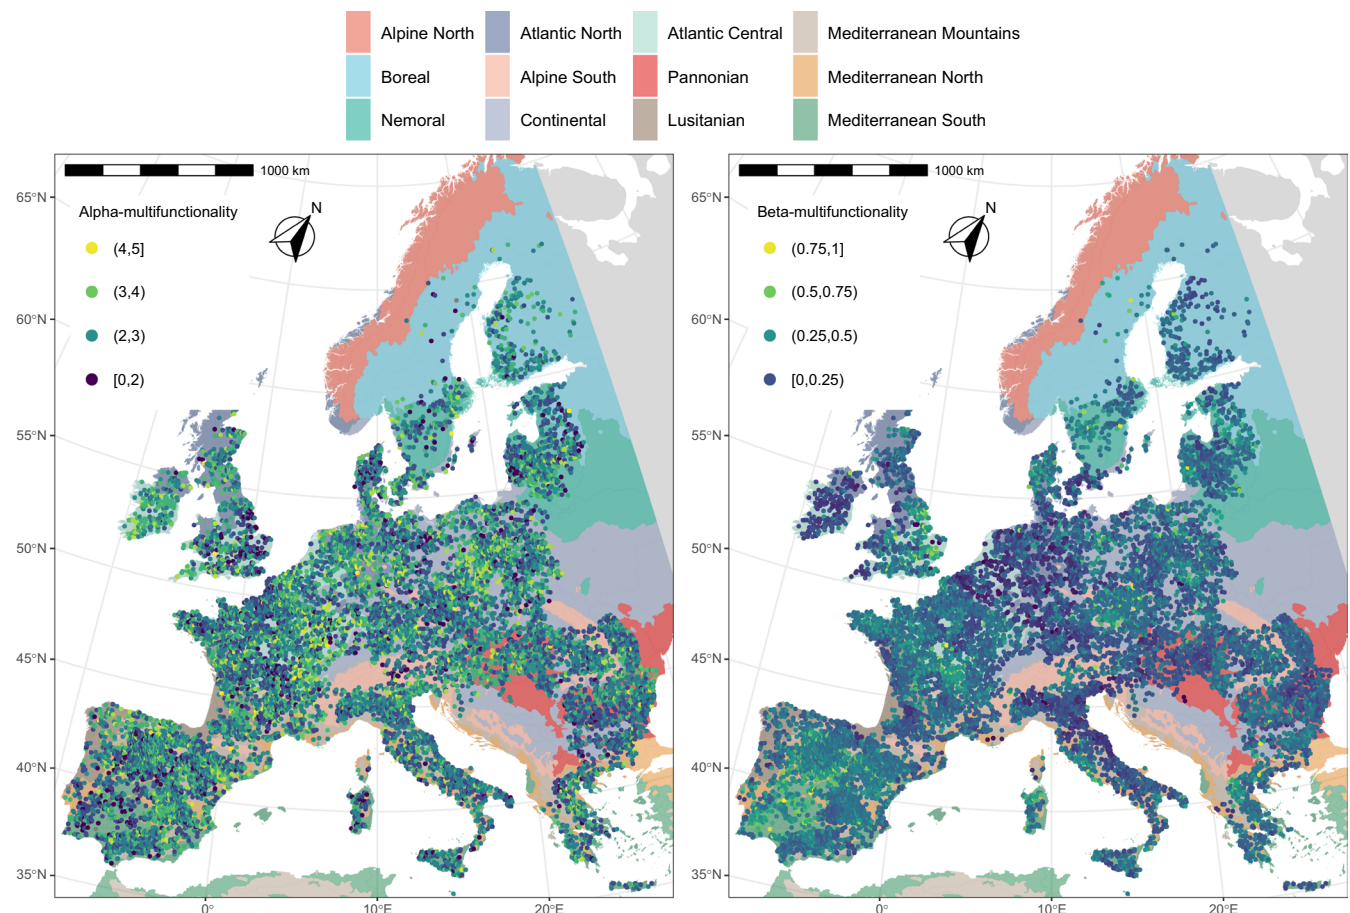 Alpine North Atlantic North Atlantic Central Mediterranean Mountains
Boreal Alpine South Pannonian Mediterranean North
Nemoral Continental Lusitanian Mediterranean South
1000 km
65°N
Alpha-multifunctionality
N
(4,5]
(3,4)
60°N
(2,3)
[0,2)
55°N
50°N
45°N
40°N
35°N
0°
10°E
20°E
1000 km
65°N
Beta-multifunctionality
N
(0.75,1]
(0.5,0.75)
60°N
(0.25,0.5)
[0,0.25)
55°N
50°N
45°N
40°N
35°N
0°
10°E
20°E